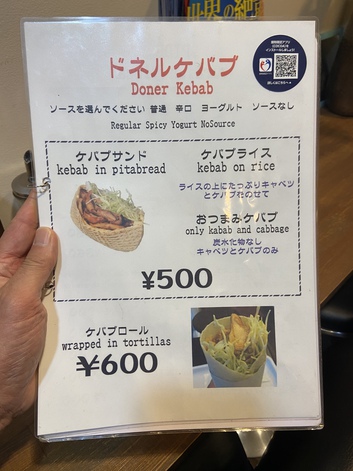 世界の絶
ドネルケバブ
Doner Kebab
ソースを選んでください 普通 辛口 ヨーグルト ソースなし
Regular Spicy Yogurt NoSource
ケバブサンド
kebab in pitabread
ケバブライス
kebab on rice
ライスの上にたっぷりキャベツ
とケバブをのせて
おつまみケバブ
only kabab and cabbage
炭水化物なし
キャベツとケバブのみ
¥500
ケバブロール
wrapped in tortillas
¥600